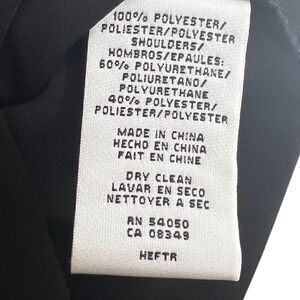 100% POLYESTER/
POLIESTER/POLYESTER
SHOULDERS/
HOMBROS/EPAULES:
60% POLYURETHANE/
POLIURETANO/
POLYURETHANE
40% POLYESTER/
POLIESTER/POLYESTER
MADE IN CHINA
HECHO EN CHINA
FAIT EN CHINE
DRY CLEAN
LAVAR EN SECO
NETTOYER A SEC
RN 54050
CA 08349
HEFTR